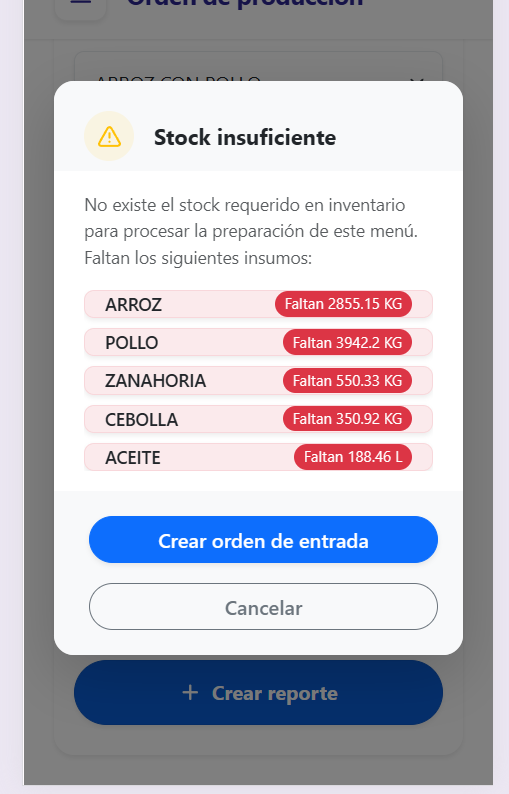 Orden de producción
ARROZ CON POLLO
Stock insuficiente
No existe el stock requerido en inventario
para procesar la preparación de este menú.
Faltan los siguientes insumos:
ARROZ Faltan 2855.15 KG
POLLO Faltan 3942.2 KG
ZANAHORIA Faltan 550.33 KG
CEBOLLA Faltan 350.92 KG
ACEITE Faltan 188.46 L
Crear orden de entrada
Cancelar
+ Crear reporte